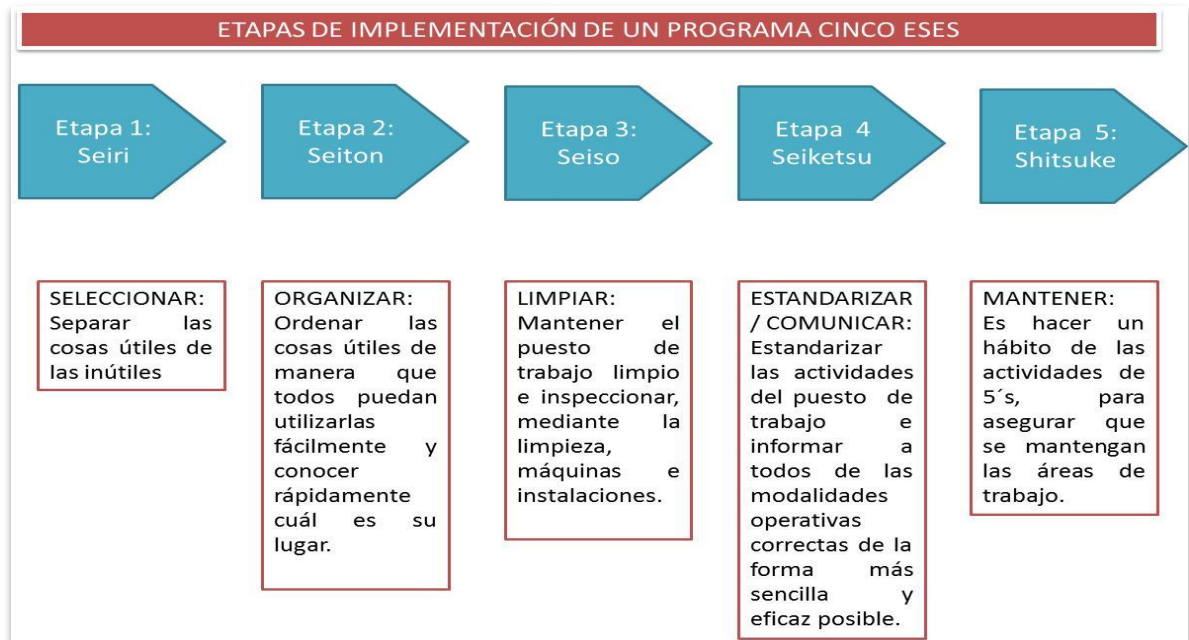 ETAPAS DE IMPLEMENTACIÓN DE UN PROGRAMA CINCO ESES
Etapa 1:
Seiri
Etapa 2:
Seiton
Etapa 3:
Seiso
Etapa 4
Seiketsu
Etapa 5:
Shitsuke
SELECCIONAR:
Separar las
cosas útiles de
las inútiles
ORGANIZAR:
Ordenar las
cosas útiles de
manera que
todos puedan
utilizarlas
fácilmente y
conocer
rápidamente
cuál es su
lugar.
LIMPIAR:
Mantener el
puesto de
trabajo limpio
e inspeccionar,
mediante la
limpieza,
máquinas e
instalaciones.
ESTANDARIZAR
/ COMUNICAR:
Estandarizar
las actividades
del puesto de
trabajo e
informar a
todos de las
modalidades
operativas
correctas de la
forma más
sencilla y
eficaz posible.
MANTENER:
Es hacer un
hábito de las
actividades de
5´s, para
asegurar que
se mantengan
las áreas de
trabajo.